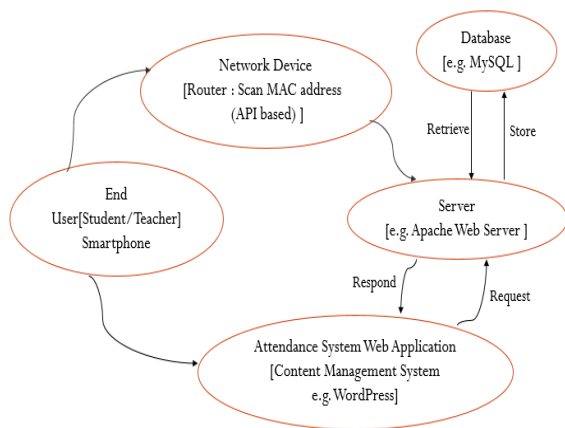 Database
[e.g. MySQL ]
Network Device
[Router : Scan MAC address
(API based) ]
Retrieve
Store
End
User[Student/Teacher]
Smartphone
Server
[e.g. Apache Web Server ]
Respond
Request
Attendance System Web Application
[Content Management System
e.g. WordPress]